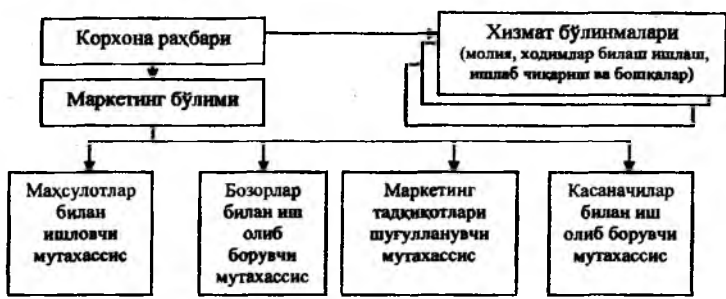 Корхона раҳбари
Хизмат бўлинмалари
(молия, ходимлар билаш ишлаш,
ишлаб чиқариш ва бошқалар)
Маркетинг бўлими
Маҳсулотлар
билан
ишловчи
мутахассис
Бозорлар
билан иш
олиб
борувчи
мутахассис
Маркетинг
тадқиқотлари
шуғулланувчи
мутахассис
Касаначилар
билан иш
олиб борувчи
мутахассис